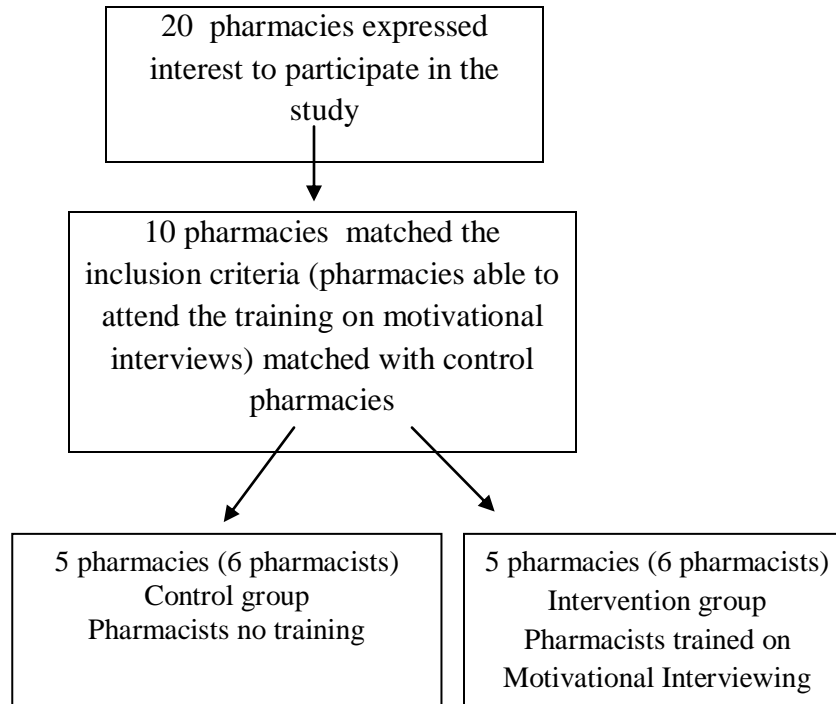 20 pharmacies expressed
interest to participate in the
study
10 pharmacies matched the
inclusion criteria (pharmacies able to
attend the training on motivational
interviews) matched with control
pharmacies
5 pharmacies (6 pharmacists)
Control group
Pharmacists no training
5 pharmacies (6 pharmacists)
Intervention group
Pharmacists trained on
Motivational Interviewing